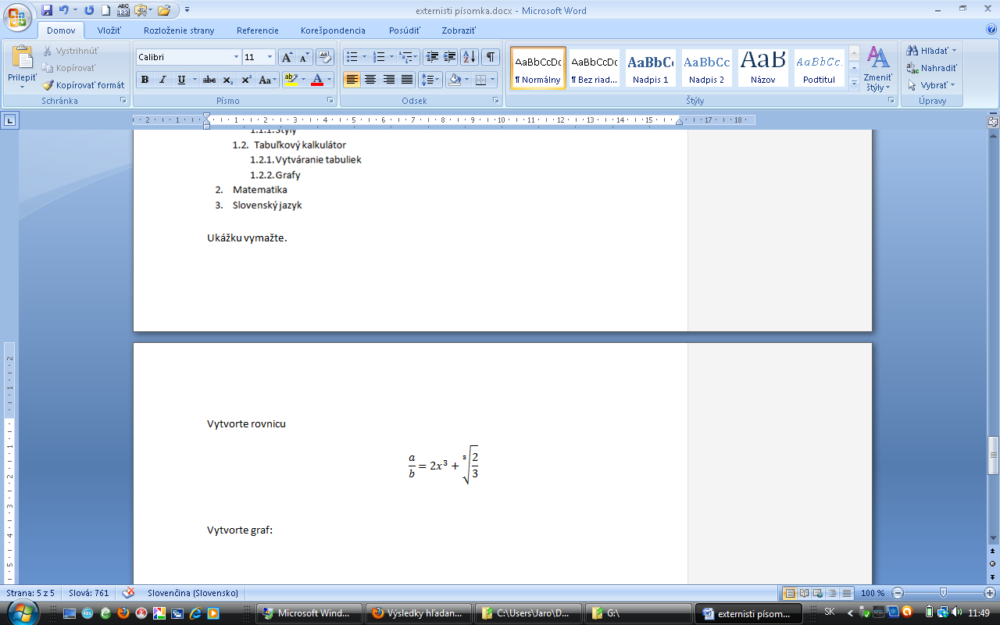 externisti písomka.docx - Microsoft Word
Domov Vložiť Rozloženie strany Referencie Korešpondencia Posúdiť Zobraziť
Prilepiť
Vystrihnúť
Kopírovať
Kopírovať formát
Schránka
Calibri 11
Písmo
Odsek
AaBbCcDc AaBbCcDc AaBbCc AaBbCc AaB AaBbCc.
¶ Normálny ¶ Bez riad... Nadpis 1 Nadpis 2 Názov Podtitul
Zmeniť štýly
Štýly
Hľadať
Nahradiť
Vybrať
Úpravy
1.1.1. Štýly
1.2. Tabuľkový kalkulátor
1.2.1. Vytváranie tabuliek
1.2.2. Grafy
2. Matematika
3. Slovenský jazyk
Ukážku vymažte.
Vytvorte rovnicu
a/b = 2x³ + ⁵√2/3
Vytvorte graf:
Strana: 5 z 5 Slová: 761 Slovenčina (Slovensko) 100 %
Microsoft Wind... Výsledky hľadan... C:\Users\Jaro\D... G:\ externisti písom... SK 11:49